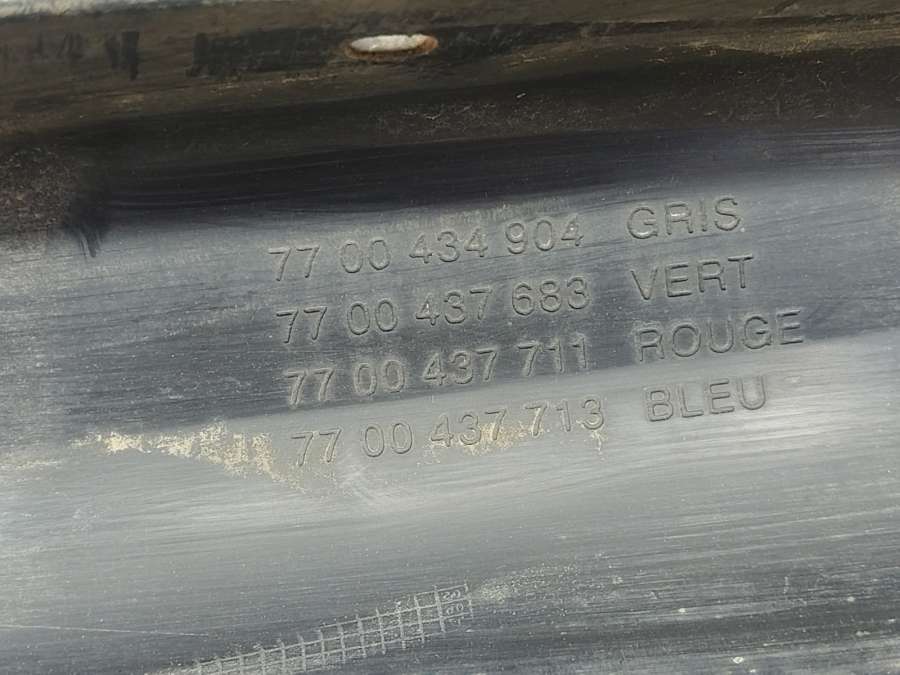 77 00 434 904 GRIS
77 00 437 683 VERT
77 00 437 711 ROUGE
77 00 437 713 BLEU